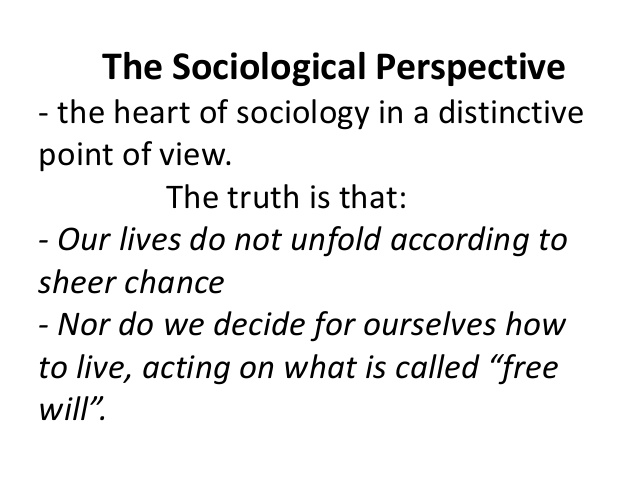 The Sociological Perspective
- the heart of sociology in a distinctive
point of view.
The truth is that:
- Our lives do not unfold according to
sheer chance
- Nor do we decide for ourselves how
to live, acting on what is called “free
will”.